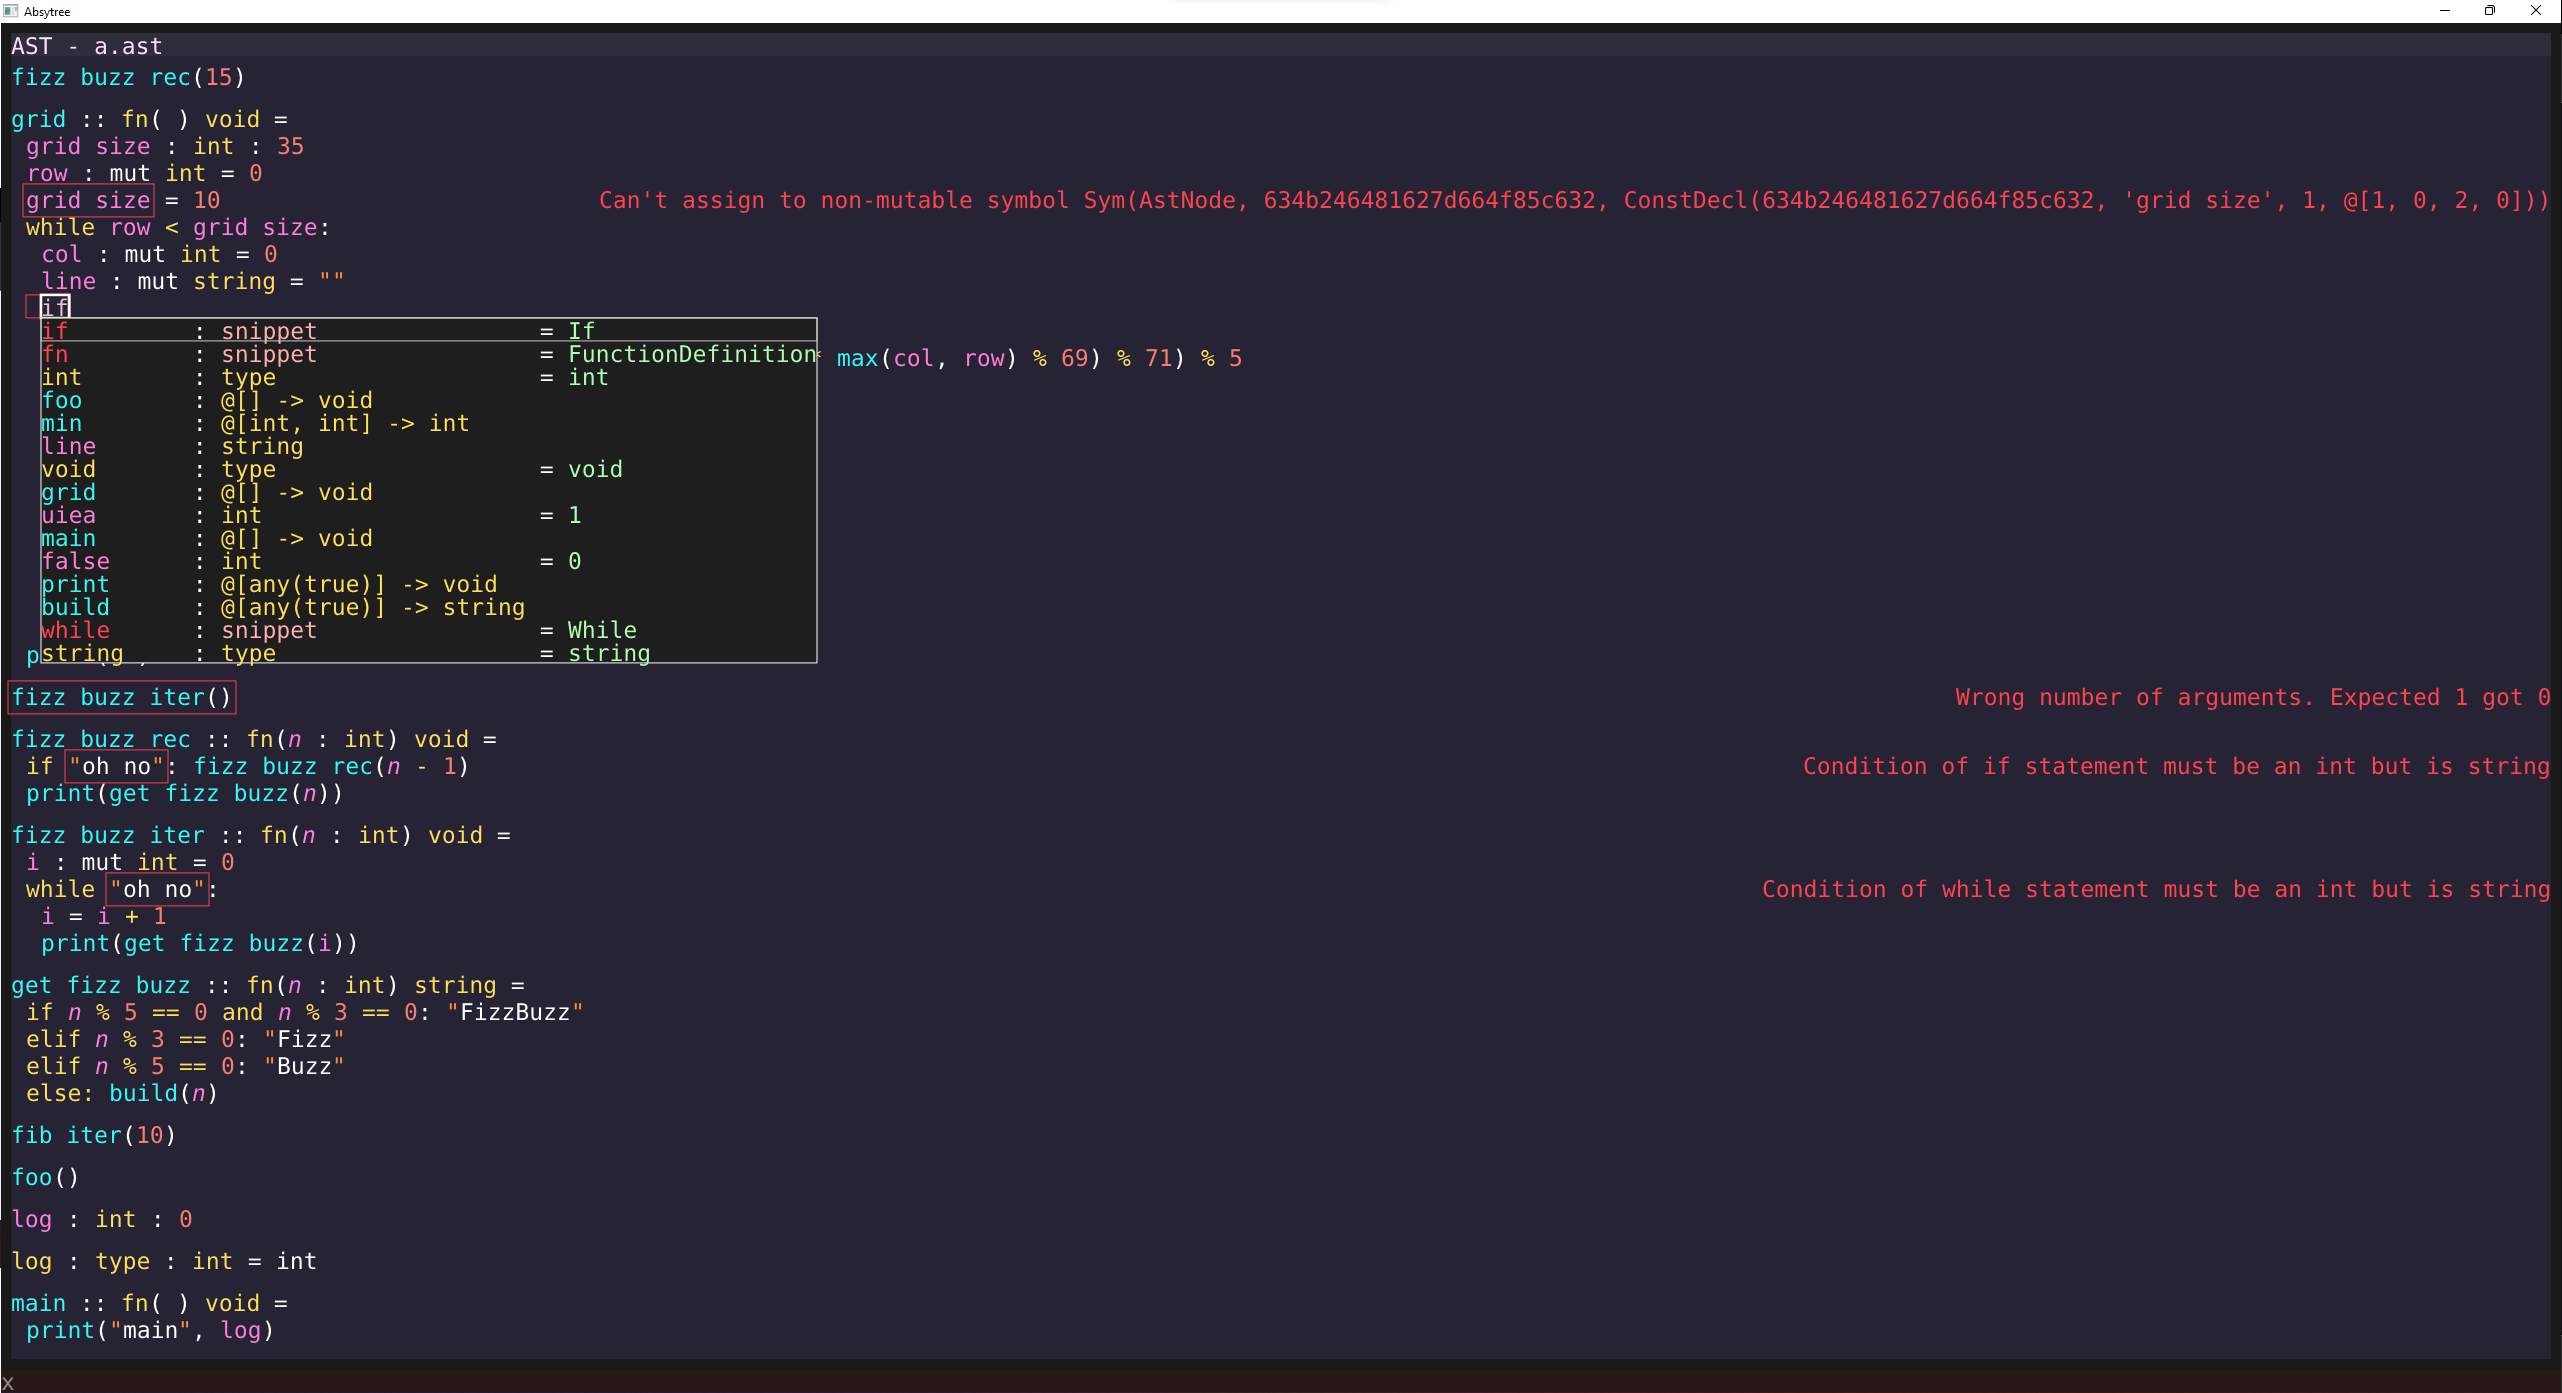 Absytree
AST - a.ast
fizz buzz rec(15)
grid :: fn( ) void =
grid size : int : 35
row : mut int = 0
grid size = 10 Can't assign to non-mutable symbol Sym(AstNode, 634b246481627d664f85c632, ConstDecl(634b246481627d664f85c632, 'grid size', 1, @[1, 0, 2, 0]))
while row < grid size:
col : mut int = 0
line : mut string = ""
if
if : snippet = If
fn : snippet = FunctionDefinition max(col, row) % 69) % 71) % 5
int : type = int
foo : @[] -> void
min : @[int, int] -> int
line : string
void : type = void
grid : @[] -> void
uiea : int = 1
main : @[] -> void
false : int = 0
print : @[any(true)] -> void
build : @[any(true)] -> string
while : snippet = While
p string : type = string
fizz buzz iter() Wrong number of arguments. Expected 1 got 0
fizz buzz rec :: fn(n : int) void =
if "oh no": fizz buzz rec(n - 1) Condition of if statement must be an int but is string
print(get fizz buzz(n))
fizz buzz iter :: fn(n : int) void =
i : mut int = 0
while "oh no": Condition of while statement must be an int but is string
i = i + 1
print(get fizz buzz(i))
get fizz buzz :: fn(n : int) string =
if n % 5 == 0 and n % 3 == 0: "FizzBuzz"
elif n % 3 == 0: "Fizz"
elif n % 5 == 0: "Buzz"
else: build(n)
fib iter(10)
foo()
log : int : 0
log : type : int = int
main :: fn( ) void =
print("main", log)
X